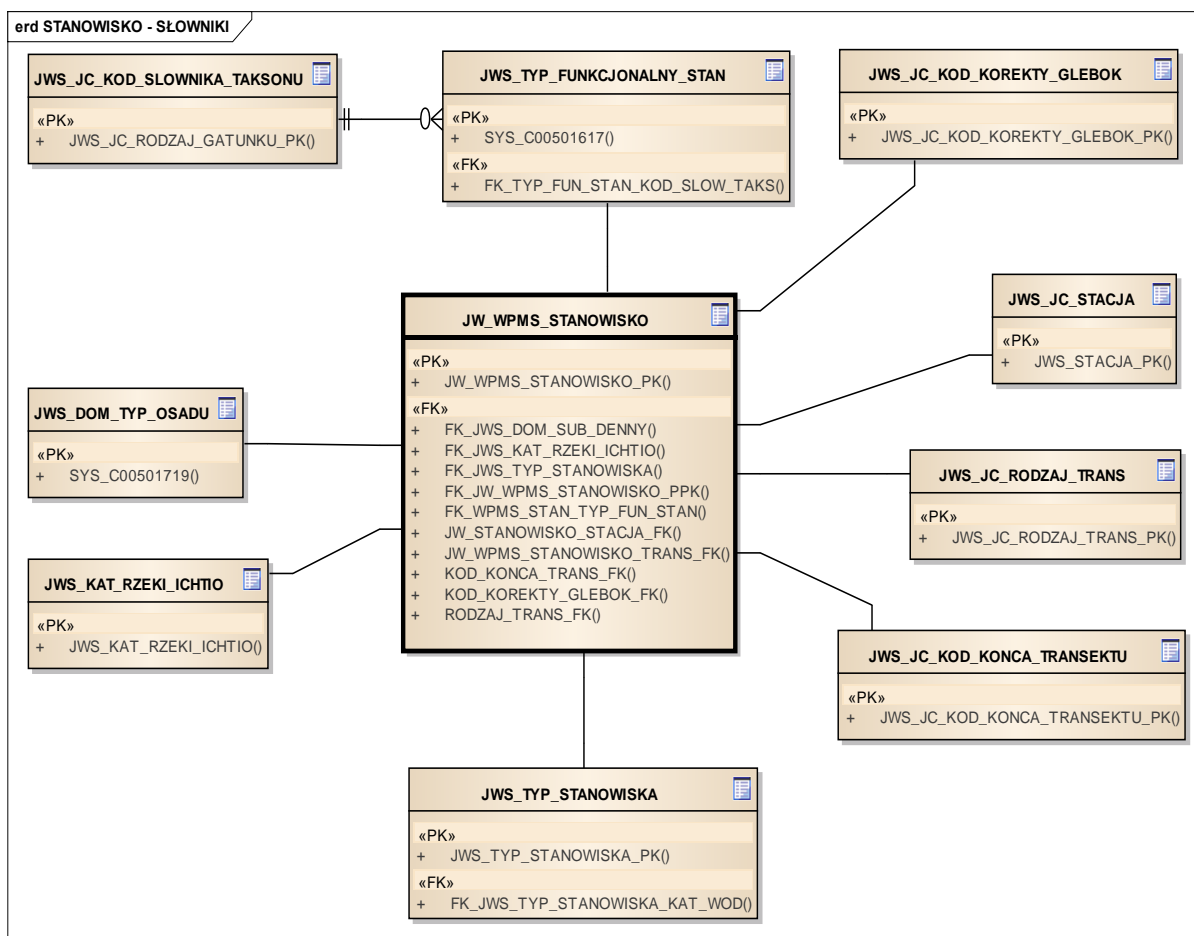 erd STANOWISKO - SŁOWNIKI
JWS_JC_KOD_SLOWNIKA_TAKSONU
«PK»
+ JWS_JC_RODZAJ_GATUNKU_PK()
JWS_TYP_FUNKCJONALNY_STAN
«PK»
+ SYS_C00501617()
«FK»
+ FK_TYP_FUN_STAN_KOD_SLOW_TAKS()
JWS_JC_KOD_KOREKTY_GLEBOK
«PK»
+ JWS_JC_KOD_KOREKTY_GLEBOK_PK()
JW_WPMS_STANOWISKO
«PK»
+ JW_WPMS_STANOWISKO_PK()
«FK»
+ FK_JWS_DOM_SUB_DENNY()
+ FK_JWS_KAT_RZEKI_ICHTIO()
+ FK_JWS_TYP_STANOWISKA()
+ FK_JW_WPMS_STANOWISKO_PPK()
+ FK_WPMS_STAN_TYP_FUN_STAN()
+ JW_STANOWISKO_STACJA_FK()
+ JW_WPMS_STANOWISKO_TRANS_FK()
+ KOD_KONCA_TRANS_FK()
+ KOD_KOREKTY_GLEBOK_FK()
+ RODZAJ_TRANS_FK()
JWS_JC_STACJA
«PK»
+ JWS_STACJA_PK()
JWS_DOM_TYP_OSADU
«PK»
+ SYS_C00501719()
JWS_JC_RODZAJ_TRANS
«PK»
+ JWS_JC_RODZAJ_TRANS_PK()
JWS_KAT_RZEKI_ICHTIO
«PK»
+ JWS_KAT_RZEKI_ICHTIO()
JWS_JC_KOD_KONCA_TRANSEKTU
«PK»
+ JWS_JC_KOD_KONCA_TRANSEKTU_PK()
JWS_TYP_STANOWISKA
«PK»
+ JWS_TYP_STANOWISKA_PK()
«FK»
+ FK_JWS_TYP_STANOWISKA_KAT_WOD()